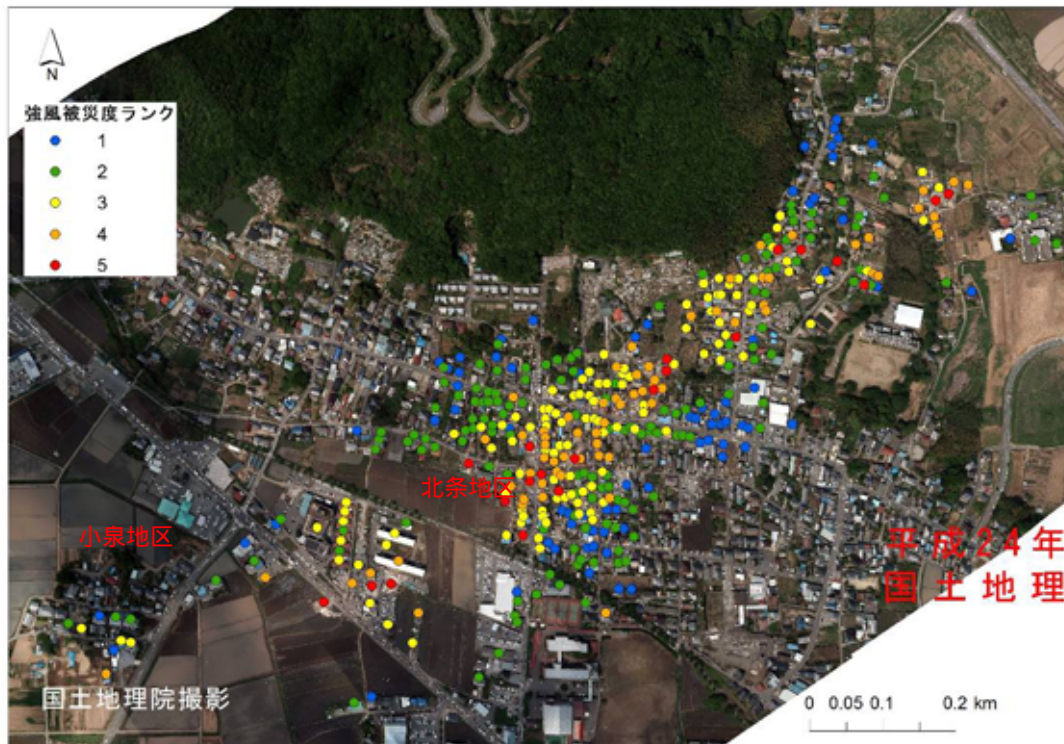 N
強風被災度ランク
1
2
3
4
5
北条地区
小泉地区
平成24年
国土地理
国土地理院撮影
0 0.05 0.1 0.2 km